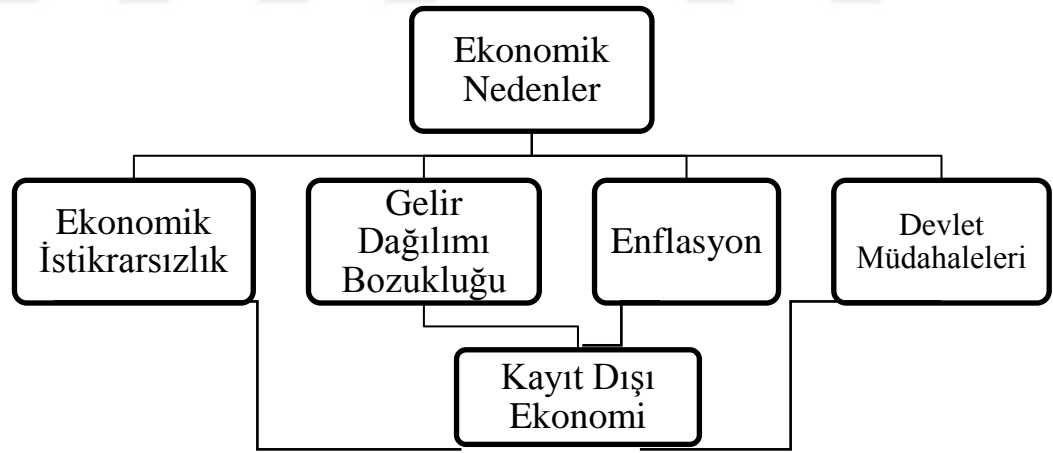 Ekonomik
Nedenler
Ekonomik
İstikrarsızlık
Gelir
Dağılımı
Bozukluğu
Enflasyon
Devlet
Müdahaleleri
Kayıt Dışı
Ekonomi